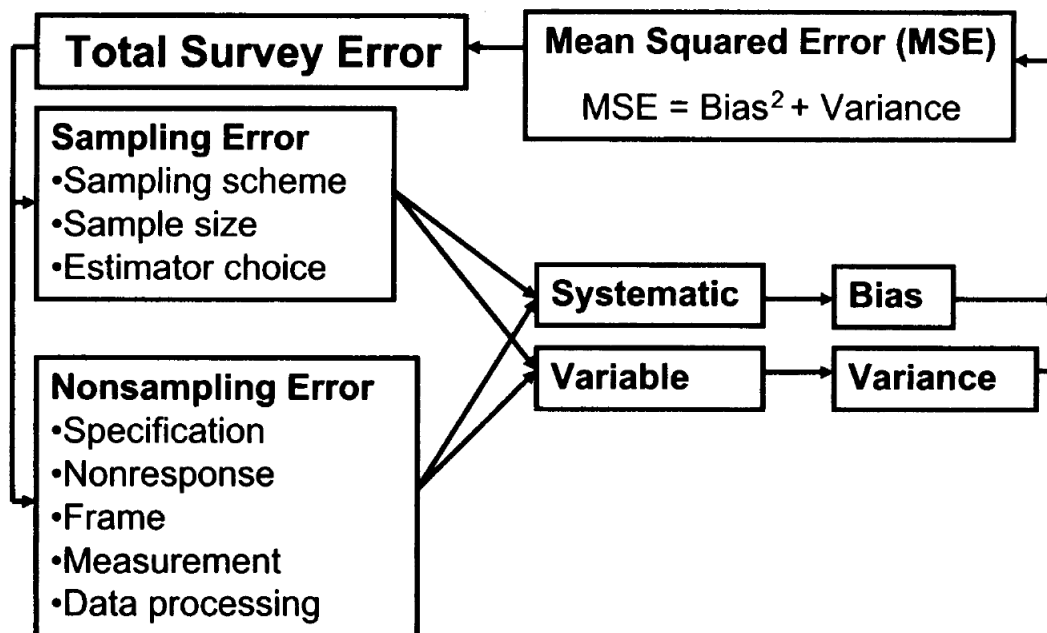 Total Survey Error
Mean Squared Error (MSE)
MSE = Bias² + Variance
Sampling Error
•Sampling scheme
•Sample size
•Estimator choice
Systematic
Bias
Variable
Variance
Nonsampling Error
•Specification
•Nonresponse
•Frame
•Measurement
•Data processing